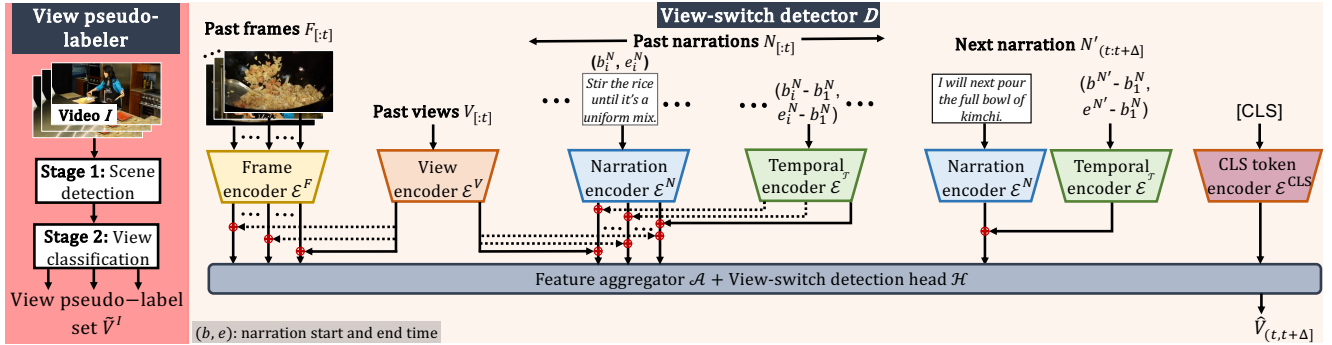 View pseudo-
labeler
Video I
Stage 1: Scene
detection
Stage 2: View
classification
View pseudo−label
set Ṽ^I
View-switch detector D
Past frames F_[:t]
Past views V_[:t]
Past narrations N_[:t]
(b_i^N, e_i^N)
Stir the rice
until it's a
uniform mix.
(b_i^N- b_1^N,
e_i^N- b_1^N)
Next narration N′_(t:t+Δ]
I will next pour
the full bowl of
kimchi.
(b^N′- b_1^N,
e^N′- b_1^N)
[CLS]
Frame
encoder ℰ^F
View
encoder ℰ^V
Narration
encoder ℰ^N
Temporal
encoder ℰ^𝒯
Narration
encoder ℰ^N
Temporal
encoder ℰ^𝒯
CLS token
encoder ℰ^CLS
Feature aggregator 𝒜 + View-switch detection head ℋ
(b, e): narration start and end time
V̂_(t,t+Δ]